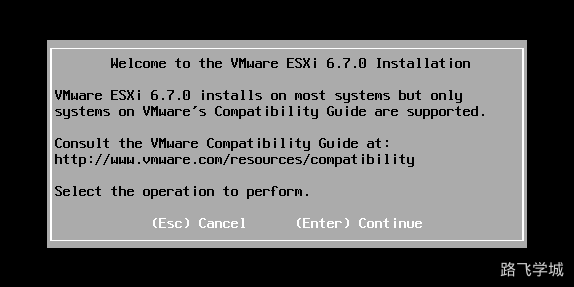 Welcome to the VMware ESXi 6.7.0 Installation
VMware ESXi 6.7.0 installs on most systems but only
systems on VMware's Compatibility Guide are supported.
Consult the VMware Compatibility Guide at:
http://www.vmware.com/resources/compatibility
Select the operation to perform.
(Esc) Cancel (Enter) Continue
路飞学城